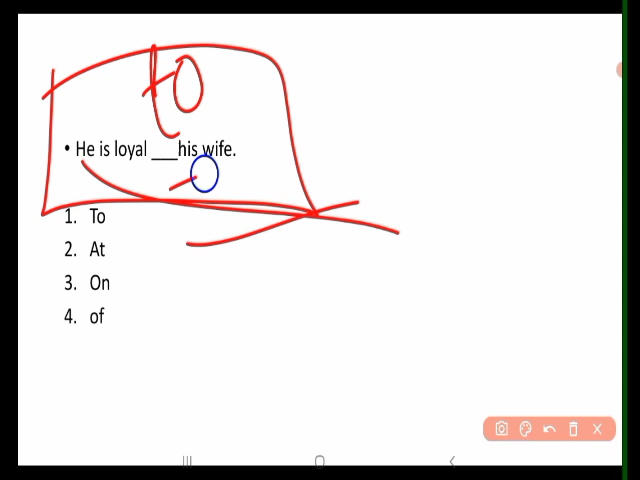 to
• He is loyal ___his wife.
1. To
2. At
3. On
4. of